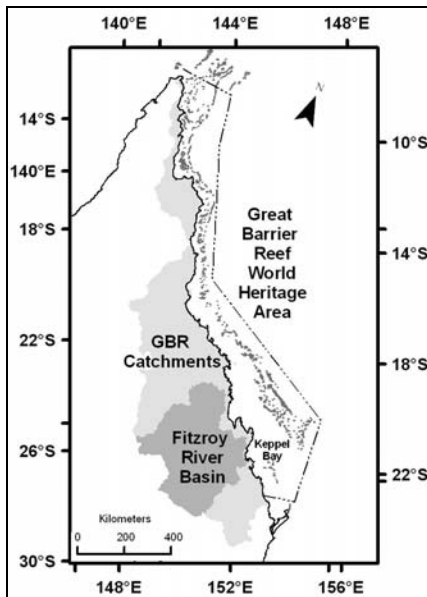 140°E 144°E 148°E
N
14°S
10°S
140°E
18°S
14°S
Great
Barrier
Reef
World
Heritage
Area
22°S
GBR
Catchments
18°S
26°S
Fitzroy
River
Basin
Keppel
Bay
22°S
Kilometers
0 200 400
30°S
148°E 152°E 156°E